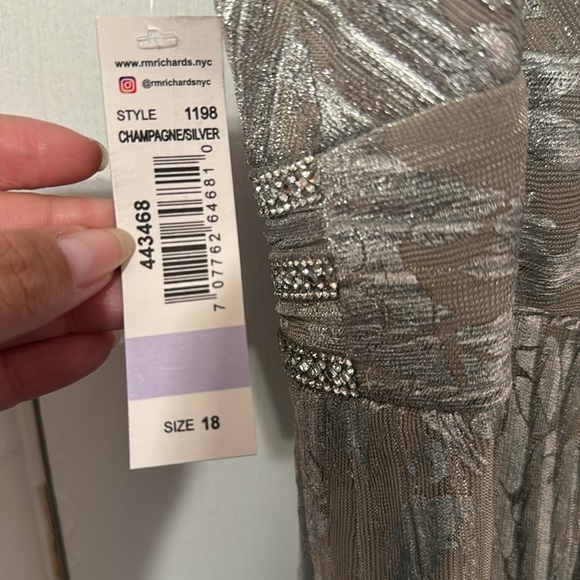 www.rmrichards.nyc
@rmrichardsnyc
STYLE 1198
CHAMPAGNE/SILVER
443468
7 07762 64681 0
SIZE 18